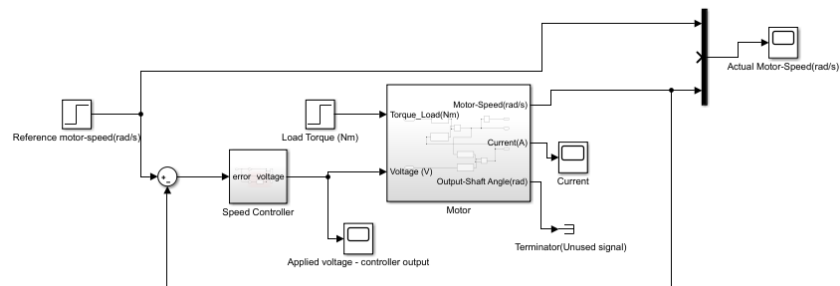 Actual Motor-Speed(rad/s)
Reference motor-speed(rad/s)
Load Torque (Nm)
Torque_Load(Nm)
Motor-Speed(rad/s)
Current(A)
Voltage (V)
Output-Shaft Angle(rad)
Motor
Current
error voltage
Speed Controller
Applied voltage - controller output
Terminator(Unused signal)